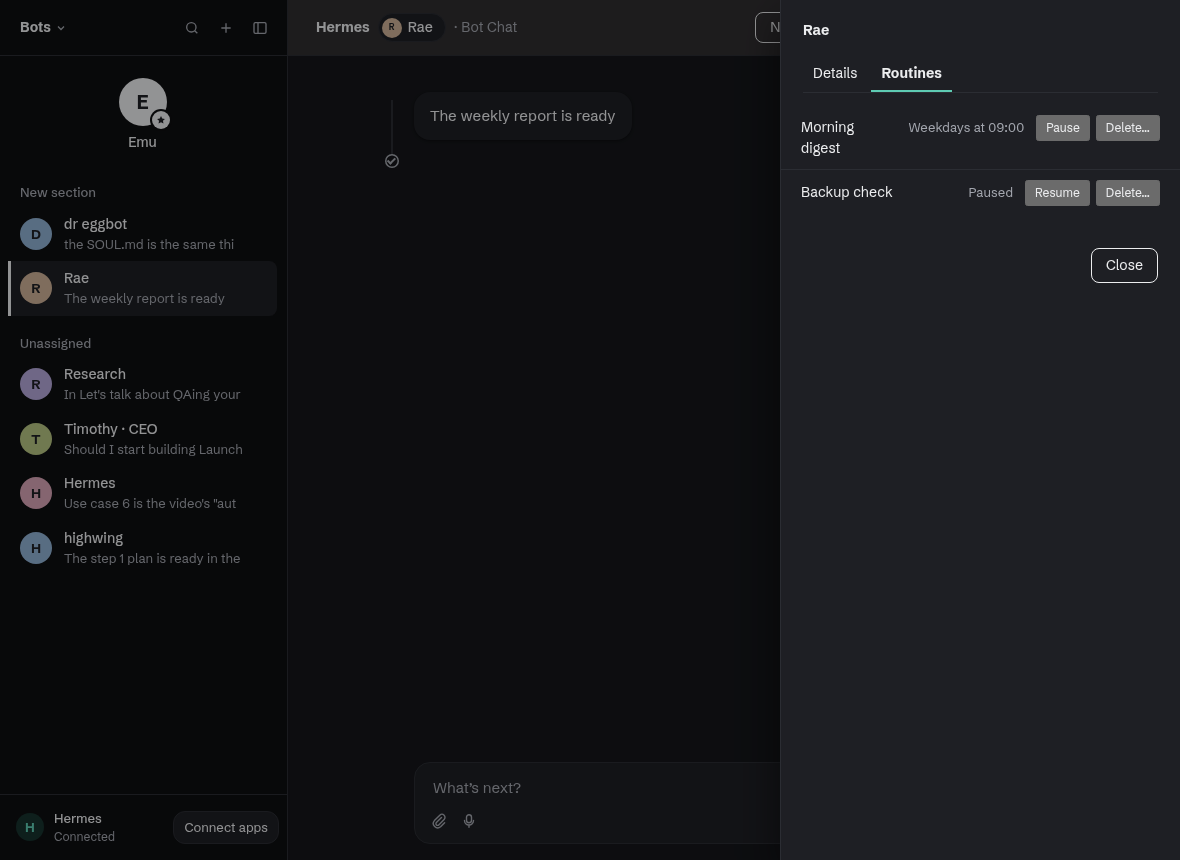 Bots
E
Emu
New section
D
dr eggbot
the SOUL.md is the same thi
R
Rae
The weekly report is ready
Unassigned
R
Research
In Let's talk about QAing your
T
Timothy · CEO
Should I start building Launch
H
Hermes
Use case 6 is the video's "aut
H
highwing
The step 1 plan is ready in the
H
Hermes
Connected
Connect apps
Hermes R Rae · Bot Chat
N
The weekly report is ready
What's next?
Rae
Details Routines
Morning digest Weekdays at 09:00 Pause Delete...
Backup check Paused Resume Delete...
Close